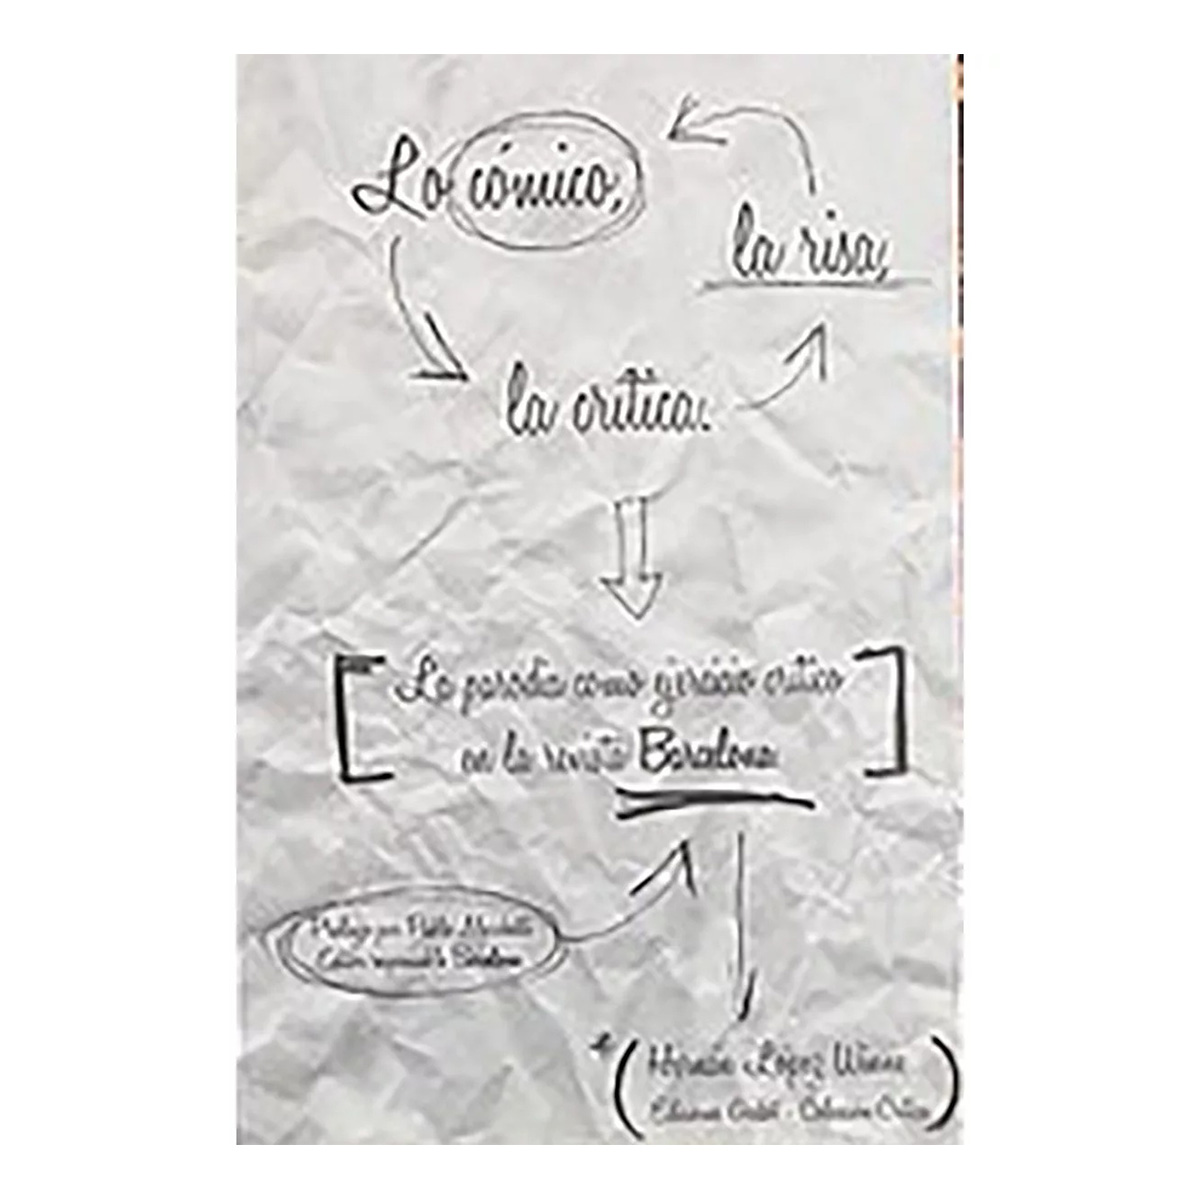 Lo cómico,
la risa,
la crítica.
La parodia como ejercicio crítico
en la revista Barcelona
Prólogo por Pablo Marchetti
Editor responsable Barcelona
* (Hernán López Winne
Ediciones Godot - Colección Crítica)